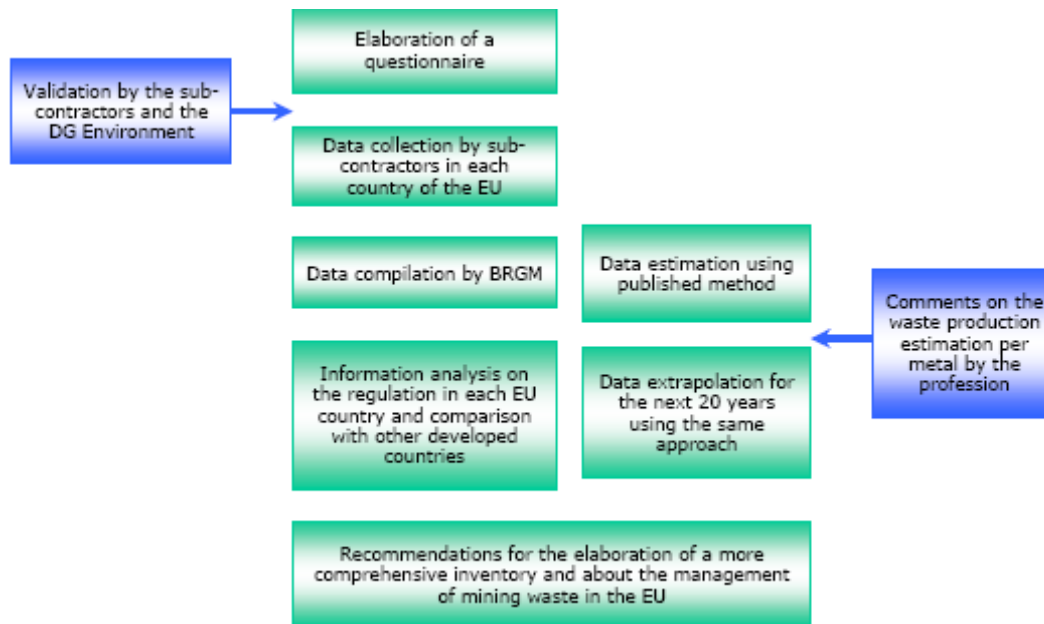 Elaboration of a
questionnaire
Validation by the sub-
contractors and the
DG Environment
Data collection by sub-
contractors in each
country of the EU
Data compilation by BRGM
Data estimation using
published method
Comments on the
waste production
estimation per
metal by the
profession
Information analysis on
the regulation in each EU
country and comparison
with other developed
countries
Data extrapolation for
the next 20 years
using the same
approach
Recommendations for the elaboration of a more
comprehensive inventory and about the management
of mining waste in the EU